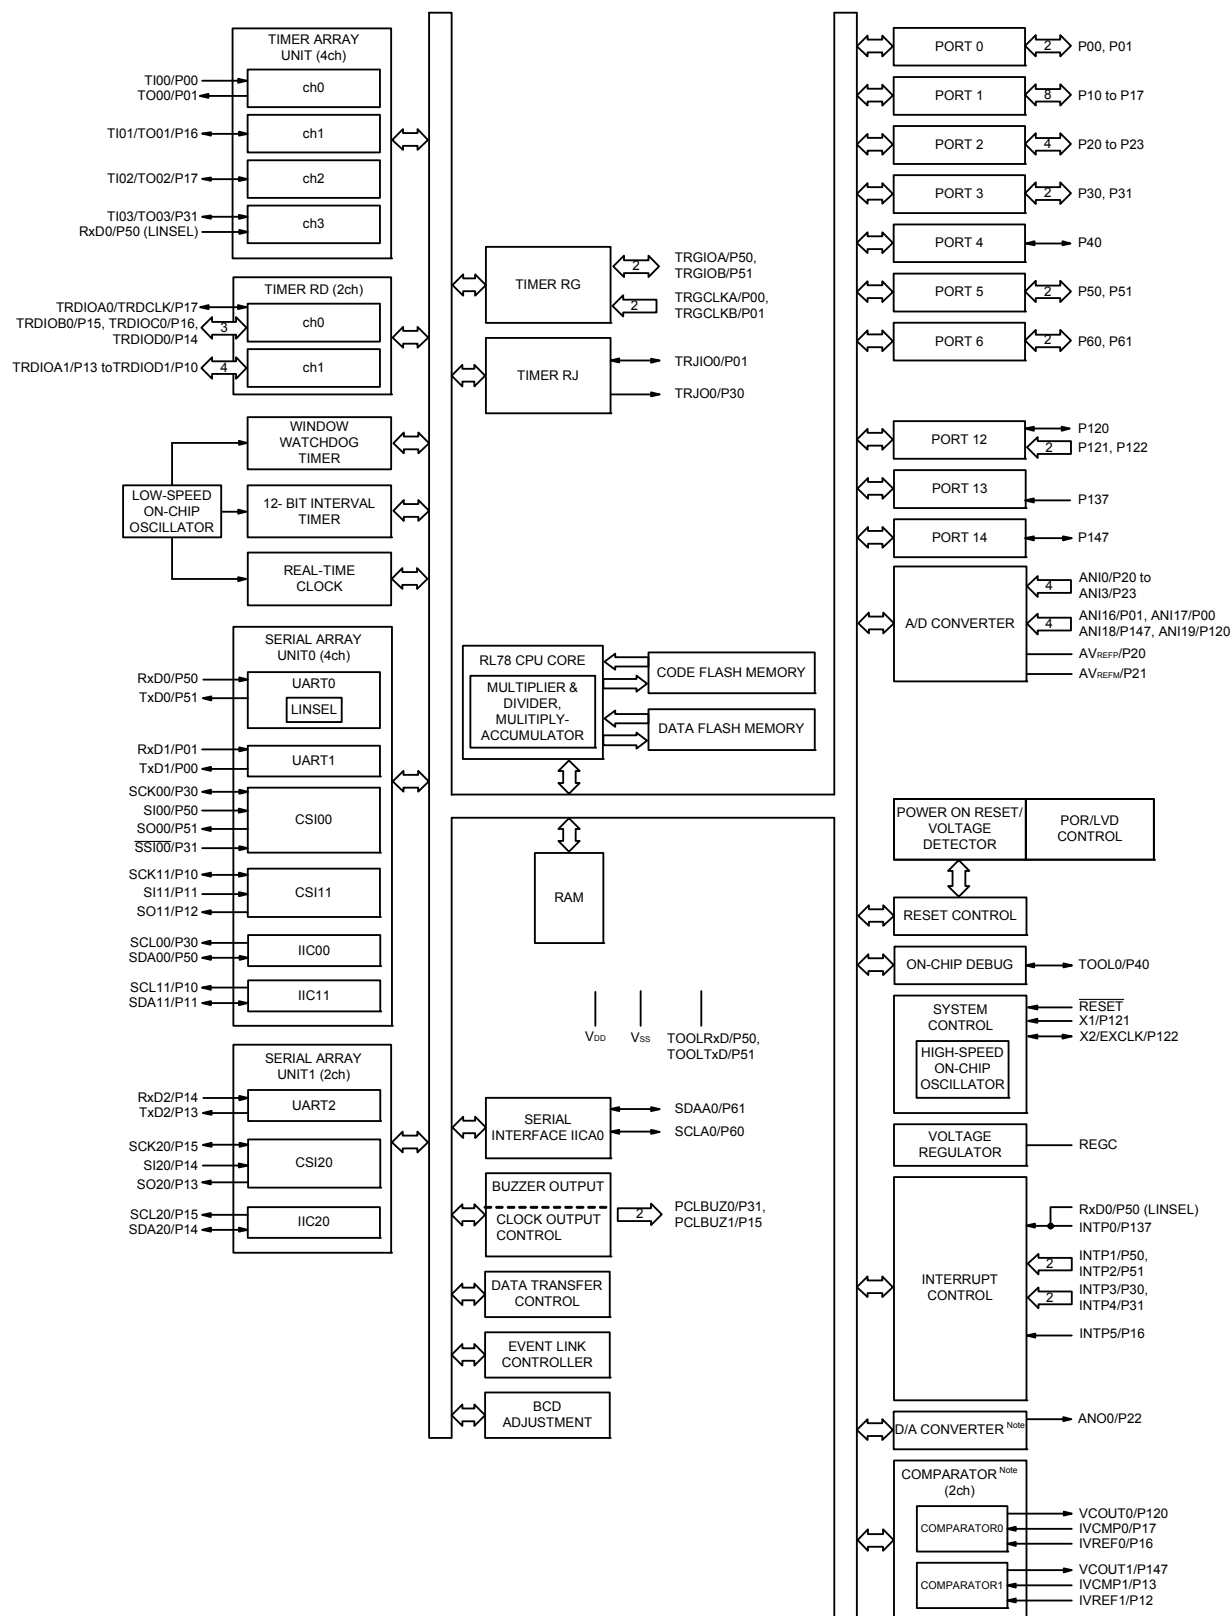 TIMER ARRAY
UNIT (4ch)
TI00/P00
TO00/P01
ch0
TI01/TO01/P16
ch1
TI02/TO02/P17
ch2
TI03/TO03/P31
RxD0/P50 (LINSEL)
ch3
TIMER RD (2ch)
TRDIOA0/TRDCLK/P17
TRDIOB0/P15, TRDIOC0/P16,
TRDIOD0/P14
3
ch0
TRDIOA1/P13 toTRDIOD1/P10
4
ch1
WINDOW
WATCHDOG
TIMER
LOW-SPEED
ON-CHIP
OSCILLATOR
12- BIT INTERVAL
TIMER
REAL-TIME
CLOCK
SERIAL ARRAY
UNIT0 (4ch)
RxD0/P50
TxD0/P51
UART0
LINSEL
RxD1/P01
TxD1/P00
UART1
SCK00/P30
SI00/P50
SO00/P51
SSI00/P31
CSI00
SCK11/P10
SI11/P11
SO11/P12
CSI11
SCL00/P30
SDA00/P50
IIC00
SCL11/P10
SDA11/P11
IIC11
SERIAL ARRAY
UNIT1 (2ch)
RxD2/P14
TxD2/P13
UART2
SCK20/P15
SI20/P14
SO20/P13
CSI20
SCL20/P15
SDA20/P14
IIC20
TIMER RG
2
TRGIOA/P50,
TRGIOB/P51
2
TRGCLKA/P00,
TRGCLKB/P01
TIMER RJ
TRJIO0/P01
TRJO0/P30
RL78 CPU CORE
MULTIPLIER &
DIVIDER,
MULITIPLY-
ACCUMULATOR
CODE FLASH MEMORY
DATA FLASH MEMORY
RAM
VDD
VSS
TOOLRxD/P50,
TOOLTxD/P51
SERIAL
INTERFACE IICA0
SDAA0/P61
SCLA0/P60
BUZZER OUTPUT
CLOCK OUTPUT
CONTROL
2
PCLBUZ0/P31,
PCLBUZ1/P15
DATA TRANSFER
CONTROL
EVENT LINK
CONTROLLER
BCD
ADJUSTMENT
PORT 0
2
P00, P01
PORT 1
8
P10 to P17
PORT 2
4
P20 to P23
PORT 3
2
P30, P31
PORT 4
P40
PORT 5
2
P50, P51
PORT 6
2
P60, P61
PORT 12
P120
2
P121, P122
PORT 13
P137
PORT 14
P147
A/D CONVERTER
4
ANI0/P20 to
ANI3/P23
4
ANI16/P01, ANI17/P00
ANI18/P147, ANI19/P120
AVREFP/P20
AVREFM/P21
POWER ON RESET/
VOLTAGE
DETECTOR
POR/LVD
CONTROL
RESET CONTROL
ON-CHIP DEBUG
TOOL0/P40
SYSTEM
CONTROL
HIGH-SPEED
ON-CHIP
OSCILLATOR
RESET
X1/P121
X2/EXCLK/P122
VOLTAGE
REGULATOR
REGC
INTERRUPT
CONTROL
RxD0/P50 (LINSEL)
INTP0/P137
2
INTP1/P50,
INTP2/P51
2
INTP3/P30,
INTP4/P31
INTP5/P16
D/A CONVERTER Note
ANO0/P22
COMPARATOR Note
(2ch)
COMPARATOR0
VCOUT0/P120
IVCMP0/P17
IVREF0/P16
COMPARATOR1
VCOUT1/P147
IVCMP1/P13
IVREF1/P12